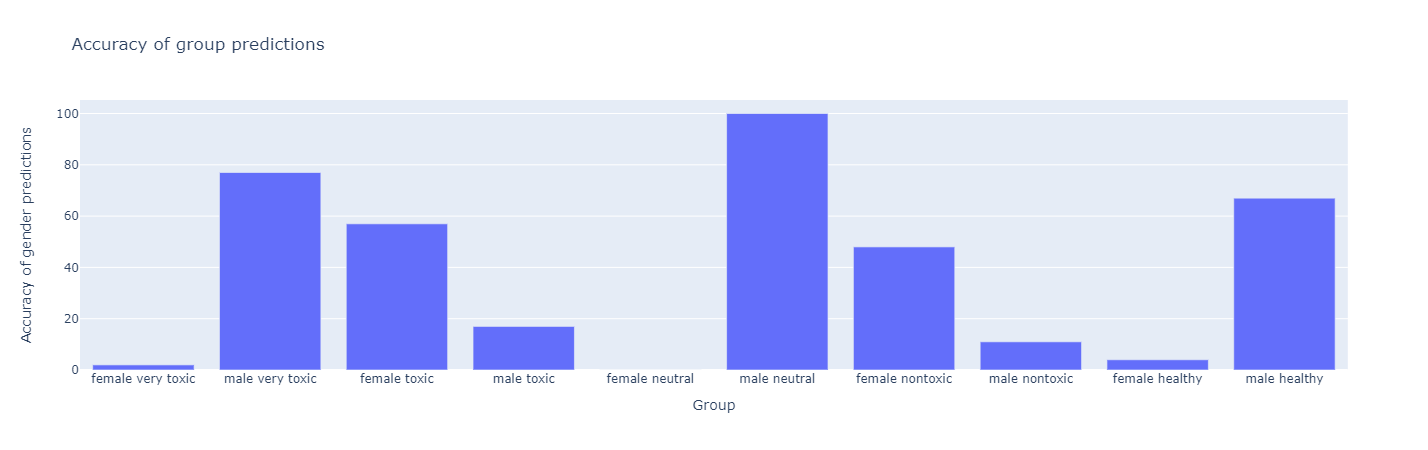 Accuracy of group predictions
Accuracy of gender predictions
100
80
60
40
20
0
female very toxic male very toxic female toxic male toxic female neutral male neutral female nontoxic male nontoxic female healthy male healthy
Group